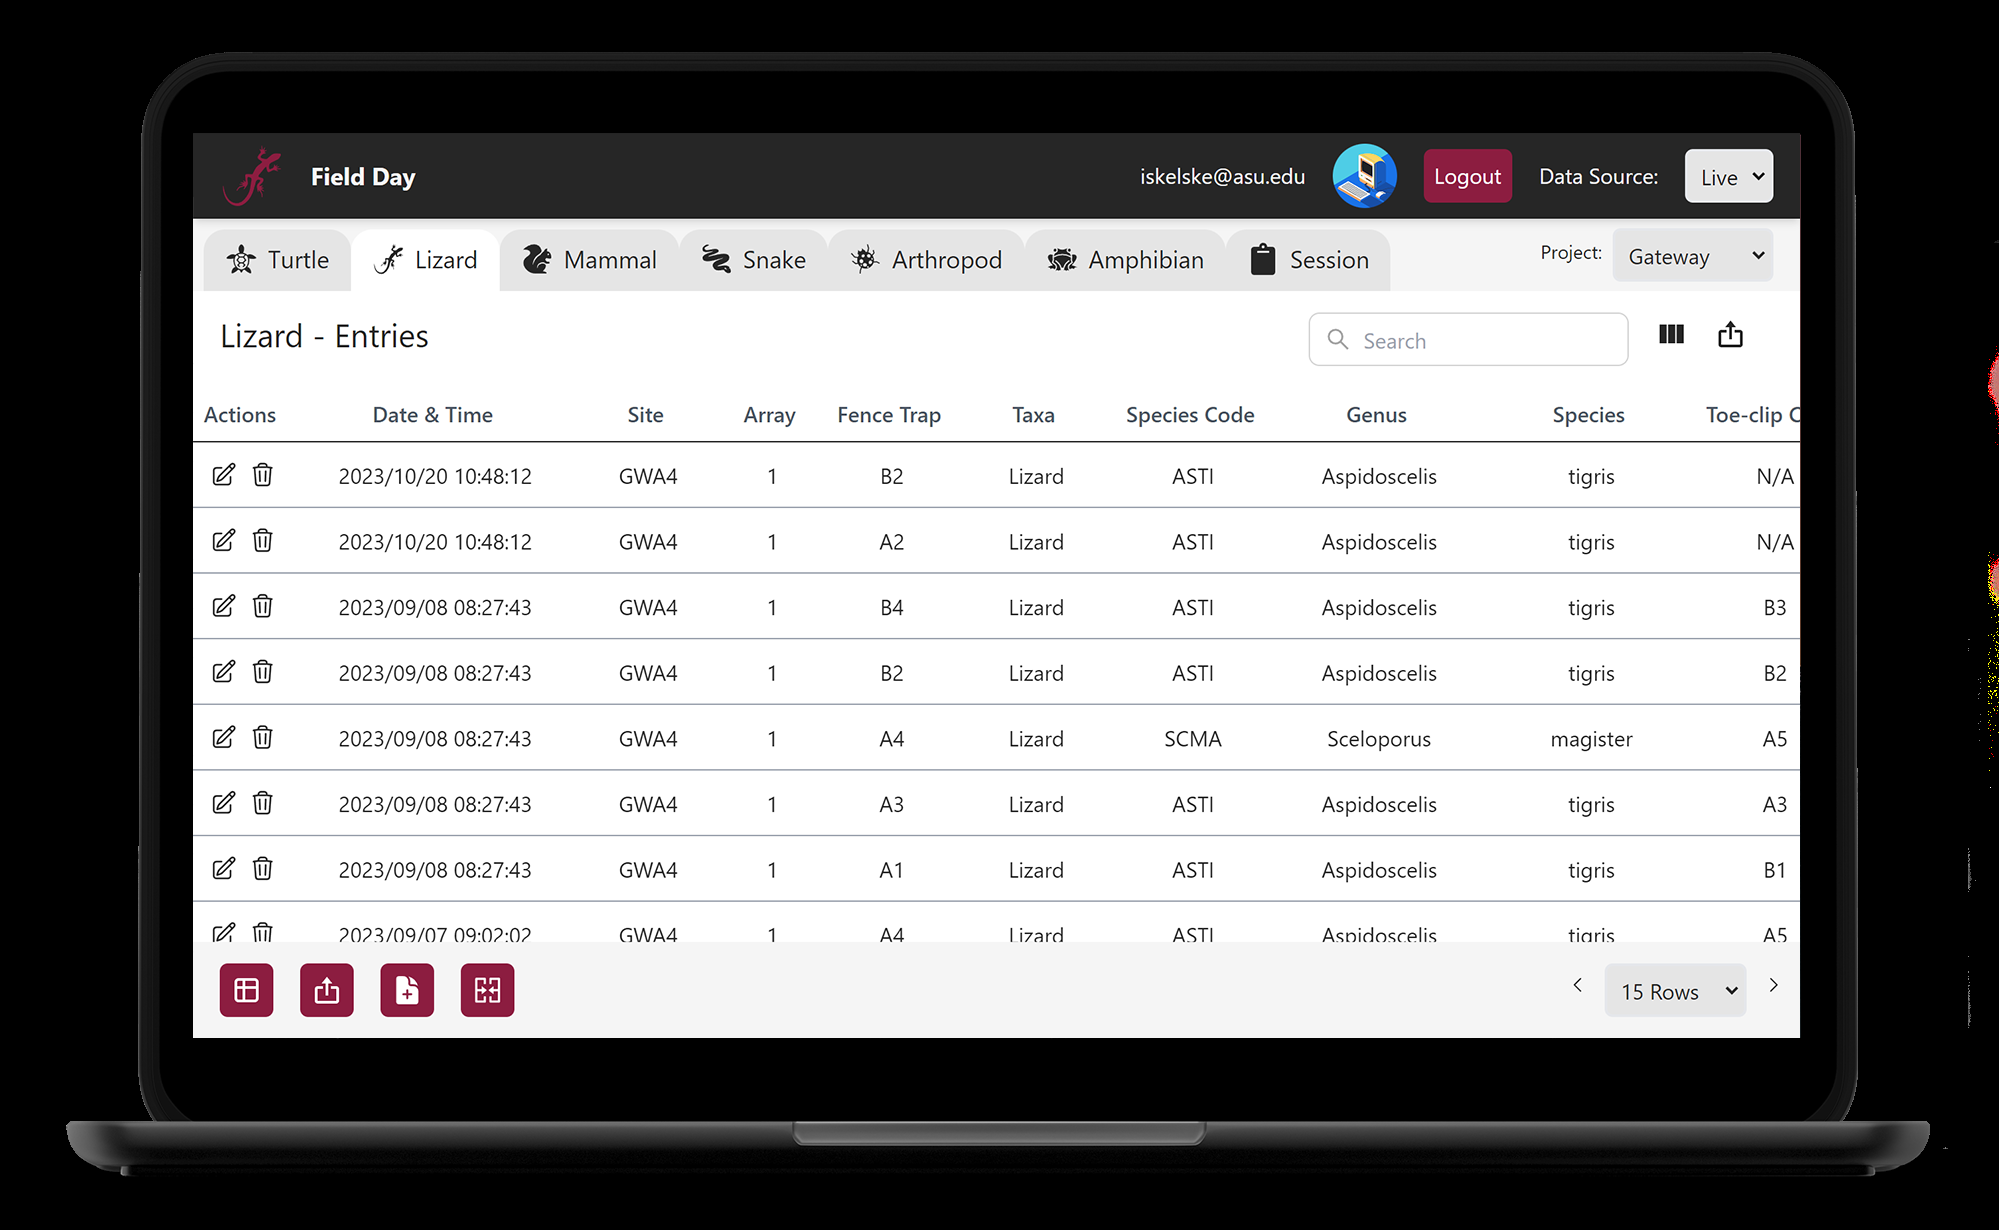 Field Day iskelske@asu.edu Logout Data Source: Live
Turtle Lizard Mammal Snake Arthropod Amphibian Session Project: Gateway
Lizard - Entries Search
Actions Date & Time Site Array Fence Trap Taxa Species Code Genus Species Toe-clip C
2023/10/20 10:48:12 GWA4 1 B2 Lizard ASTI Aspidoscelis tigris N/A
2023/10/20 10:48:12 GWA4 1 A2 Lizard ASTI Aspidoscelis tigris N/A
2023/09/08 08:27:43 GWA4 1 B4 Lizard ASTI Aspidoscelis tigris B3
2023/09/08 08:27:43 GWA4 1 B2 Lizard ASTI Aspidoscelis tigris B2
2023/09/08 08:27:43 GWA4 1 A4 Lizard SCMA Sceloporus magister A5
2023/09/08 08:27:43 GWA4 1 A3 Lizard ASTI Aspidoscelis tigris A3
2023/09/08 08:27:43 GWA4 1 A1 Lizard ASTI Aspidoscelis tigris B1
2023/09/07 09:02:02 GWA4 1 A4 Lizard ASTI Aspidoscelis tigris A5
15 Rows